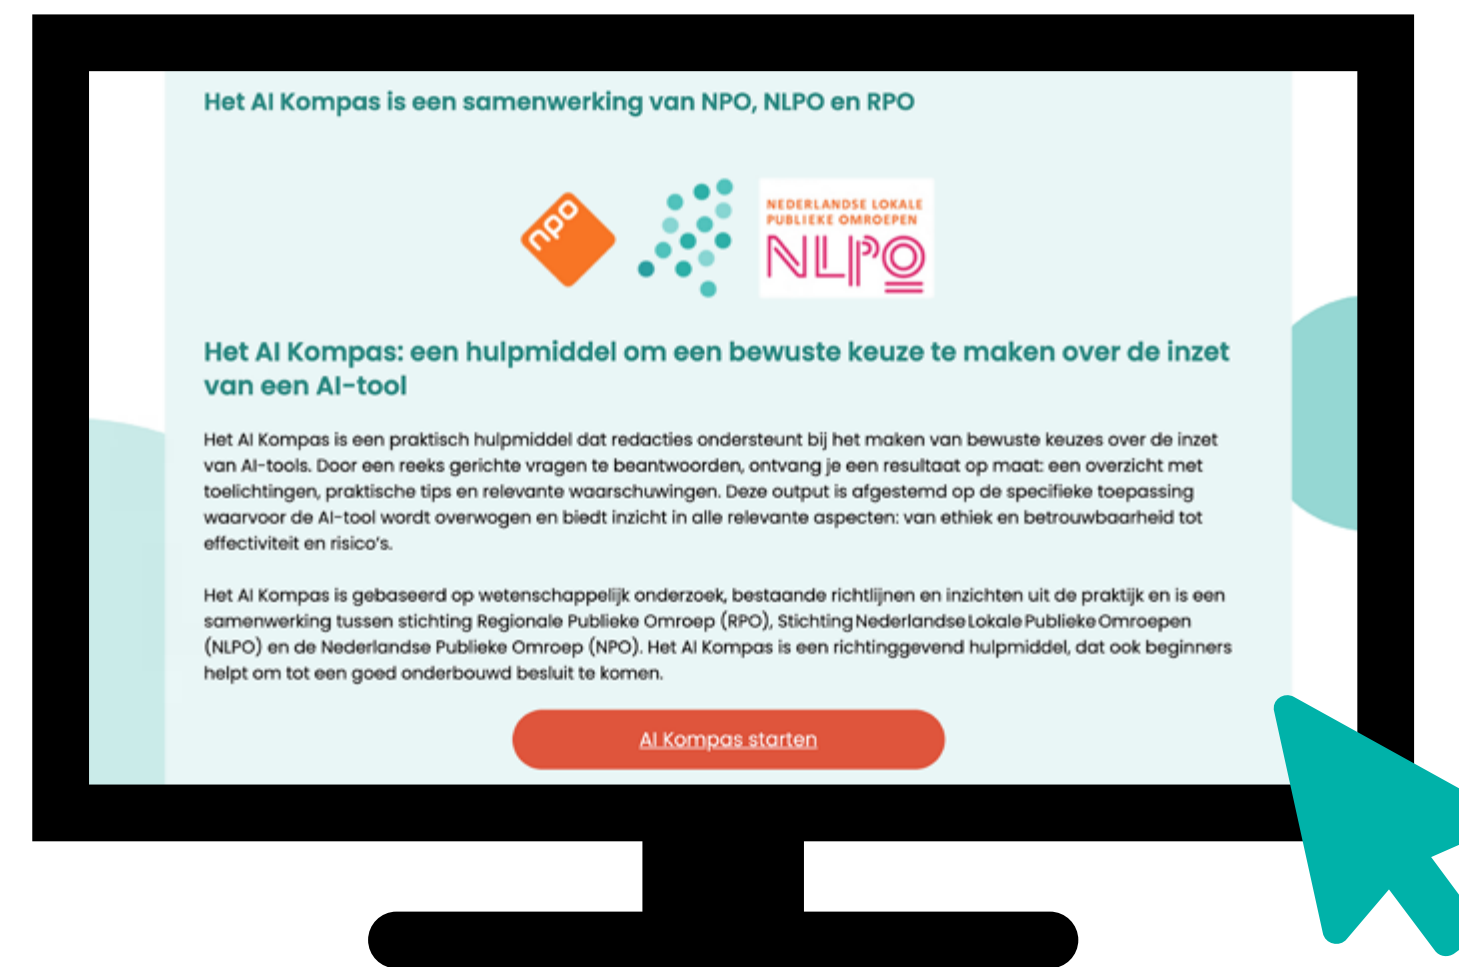 Het AI Kompas is een samenwerking van NPO, NLPO en RPO
npo
NEDERLANDSE LOKALE
PUBLIEKE OMROEPEN
NLPO
Het AI Kompas: een hulpmiddel om een bewuste keuze te maken over de inzet
van een AI-tool
Het AI Kompas is een praktisch hulpmiddel dat redacties ondersteunt bij het maken van bewuste keuzes over de inzet
van AI-tools. Door een reeks gerichte vragen te beantwoorden, ontvang je een resultaat op maat: een overzicht met
toelichtingen, praktische tips en relevante waarschuwingen. Deze output is afgestemd op de specifieke toepassing
waarvoor de AI-tool wordt overwogen en biedt inzicht in alle relevante aspecten: van ethiek en betrouwbaarheid tot
effectiviteit en risico's.
Het AI Kompas is gebaseerd op wetenschappelijk onderzoek, bestaande richtlijnen en inzichten uit de praktijk en is een
samenwerking tussen stichting Regionale Publieke Omroep (RPO), Stichting Nederlandse Lokale Publieke Omroepen
(NLPO) en de Nederlandse Publieke Omroep (NPO). Het AI Kompas is een richtinggevend hulpmiddel, dat ook beginners
helpt om tot een goed onderbouwd besluit te komen.
AI Kompas starten